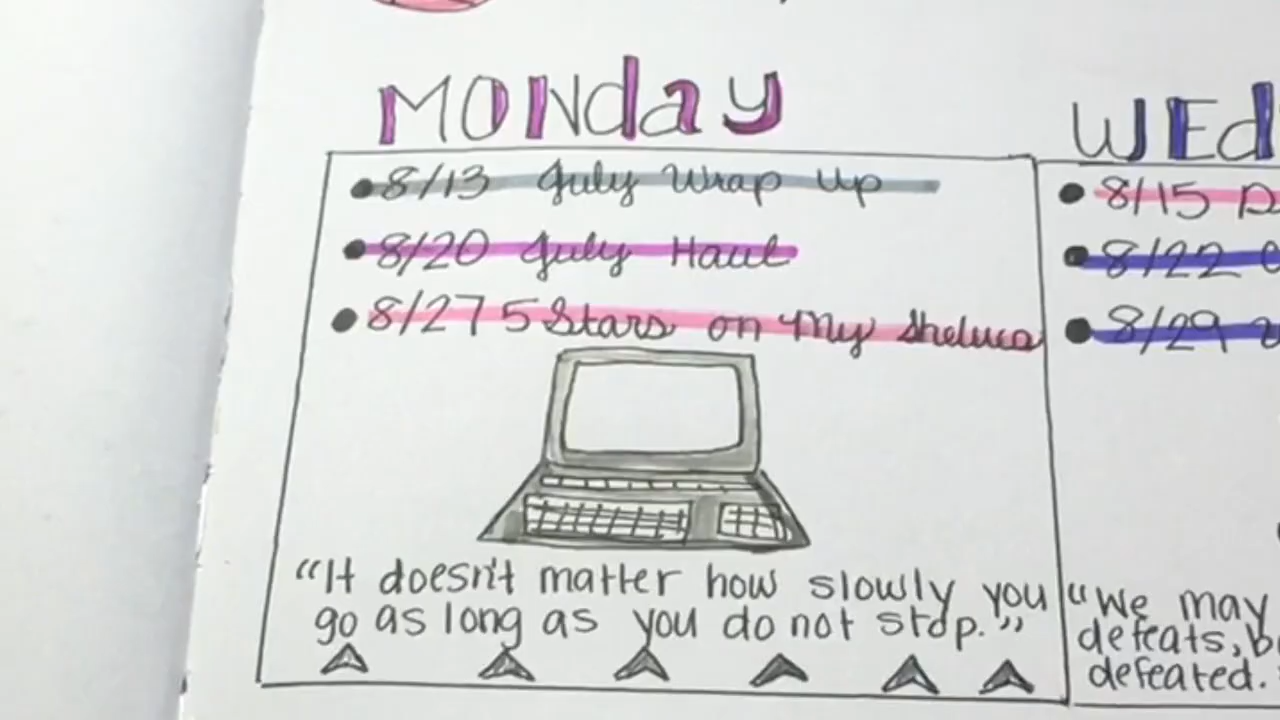 MONday
8/13 July Wrap Up
8/20 July Haul
8/27 5 Stars on My Shelves
"It doesn't matter how slowly you
go as long as you do not stop."
WEd
8/15
8/22
8/29
"We may
defeats,
defeated.